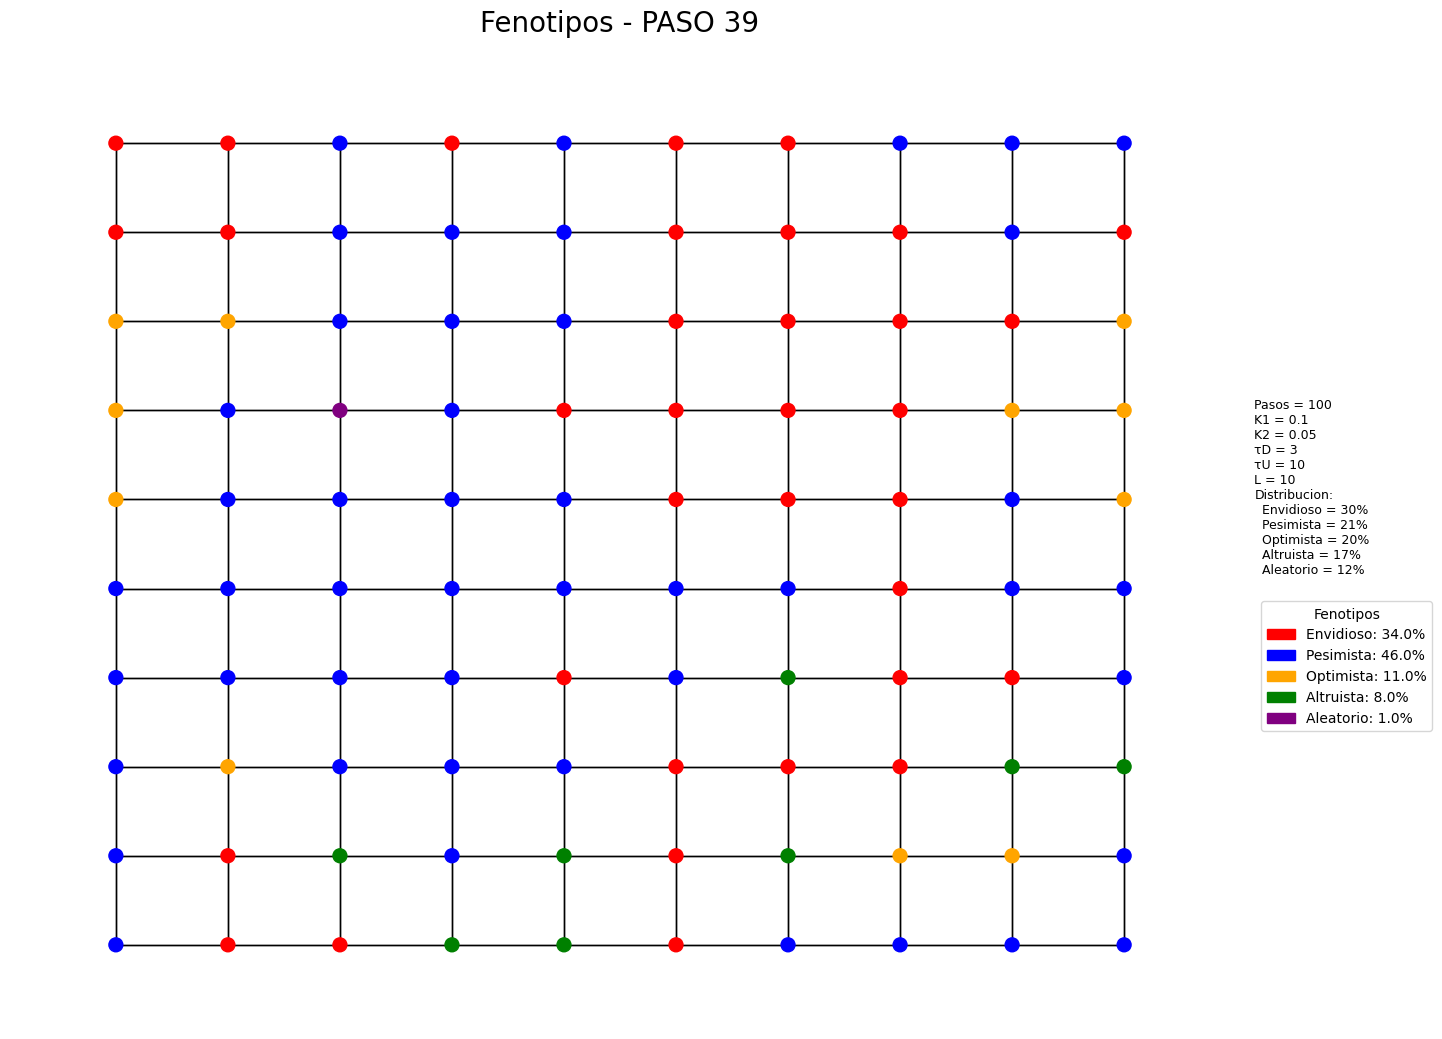 Fenotipos - PASO 39
Pasos = 100
K1 = 0.1
K2 = 0.05
τD = 3
τU = 10
L = 10
Distribucion:
Envidioso = 30%
Pesimista = 21%
Optimista = 20%
Altruista = 17%
Aleatorio = 12%
Fenotipos
Envidioso: 34.0%
Pesimista: 46.0%
Optimista: 11.0%
Altruista: 8.0%
Aleatorio: 1.0%